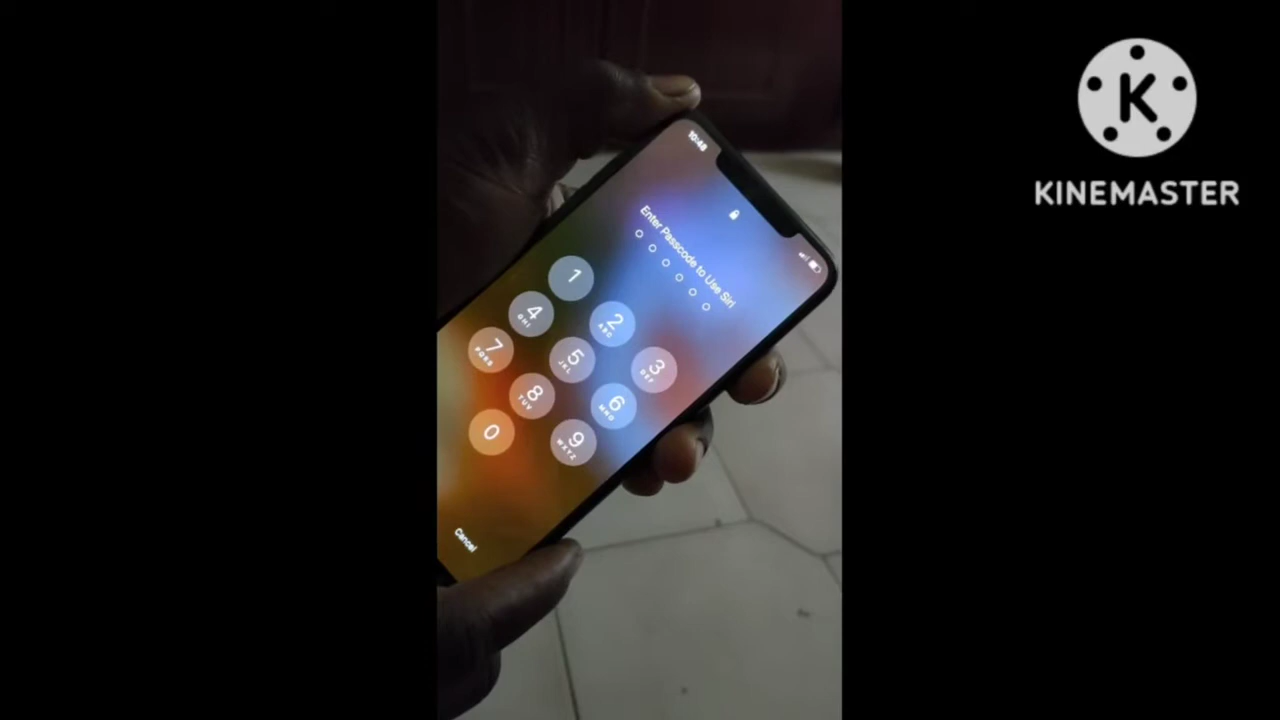 KINEMASTER
10:48
Enter Passcode to Use Siri
1
2
ABC
3
DEF
4
GHI
5
JKL
6
MNO
7
PQRS
8
TUV
9
WXYZ
0
Cancel